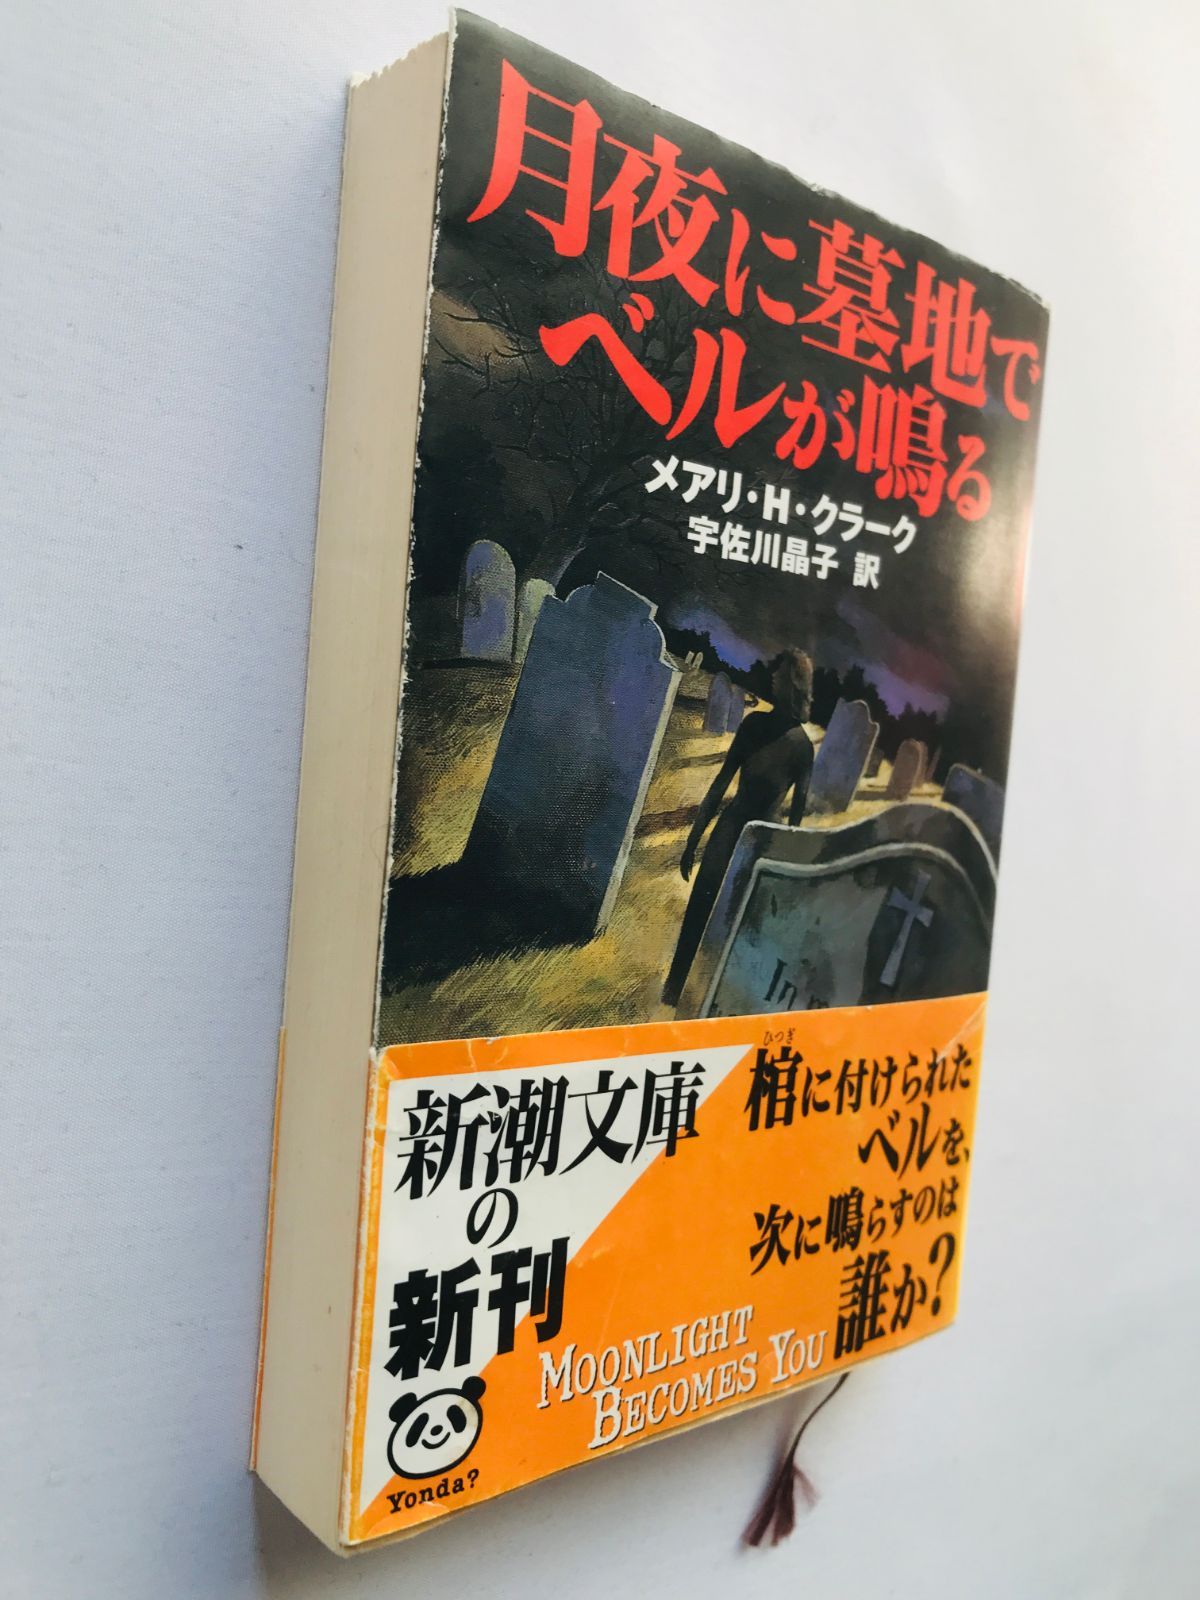 月夜に墓地で
ベルが鳴る
メアリ・H・クラーク
宇佐川晶子 訳
In m
新潮文庫
の
新刊
Yonda?
ひつぎ
棺に付けられた
ベルを、
次に鳴らすのは
誰か?
MOONLIGHT
BECOMES YOU